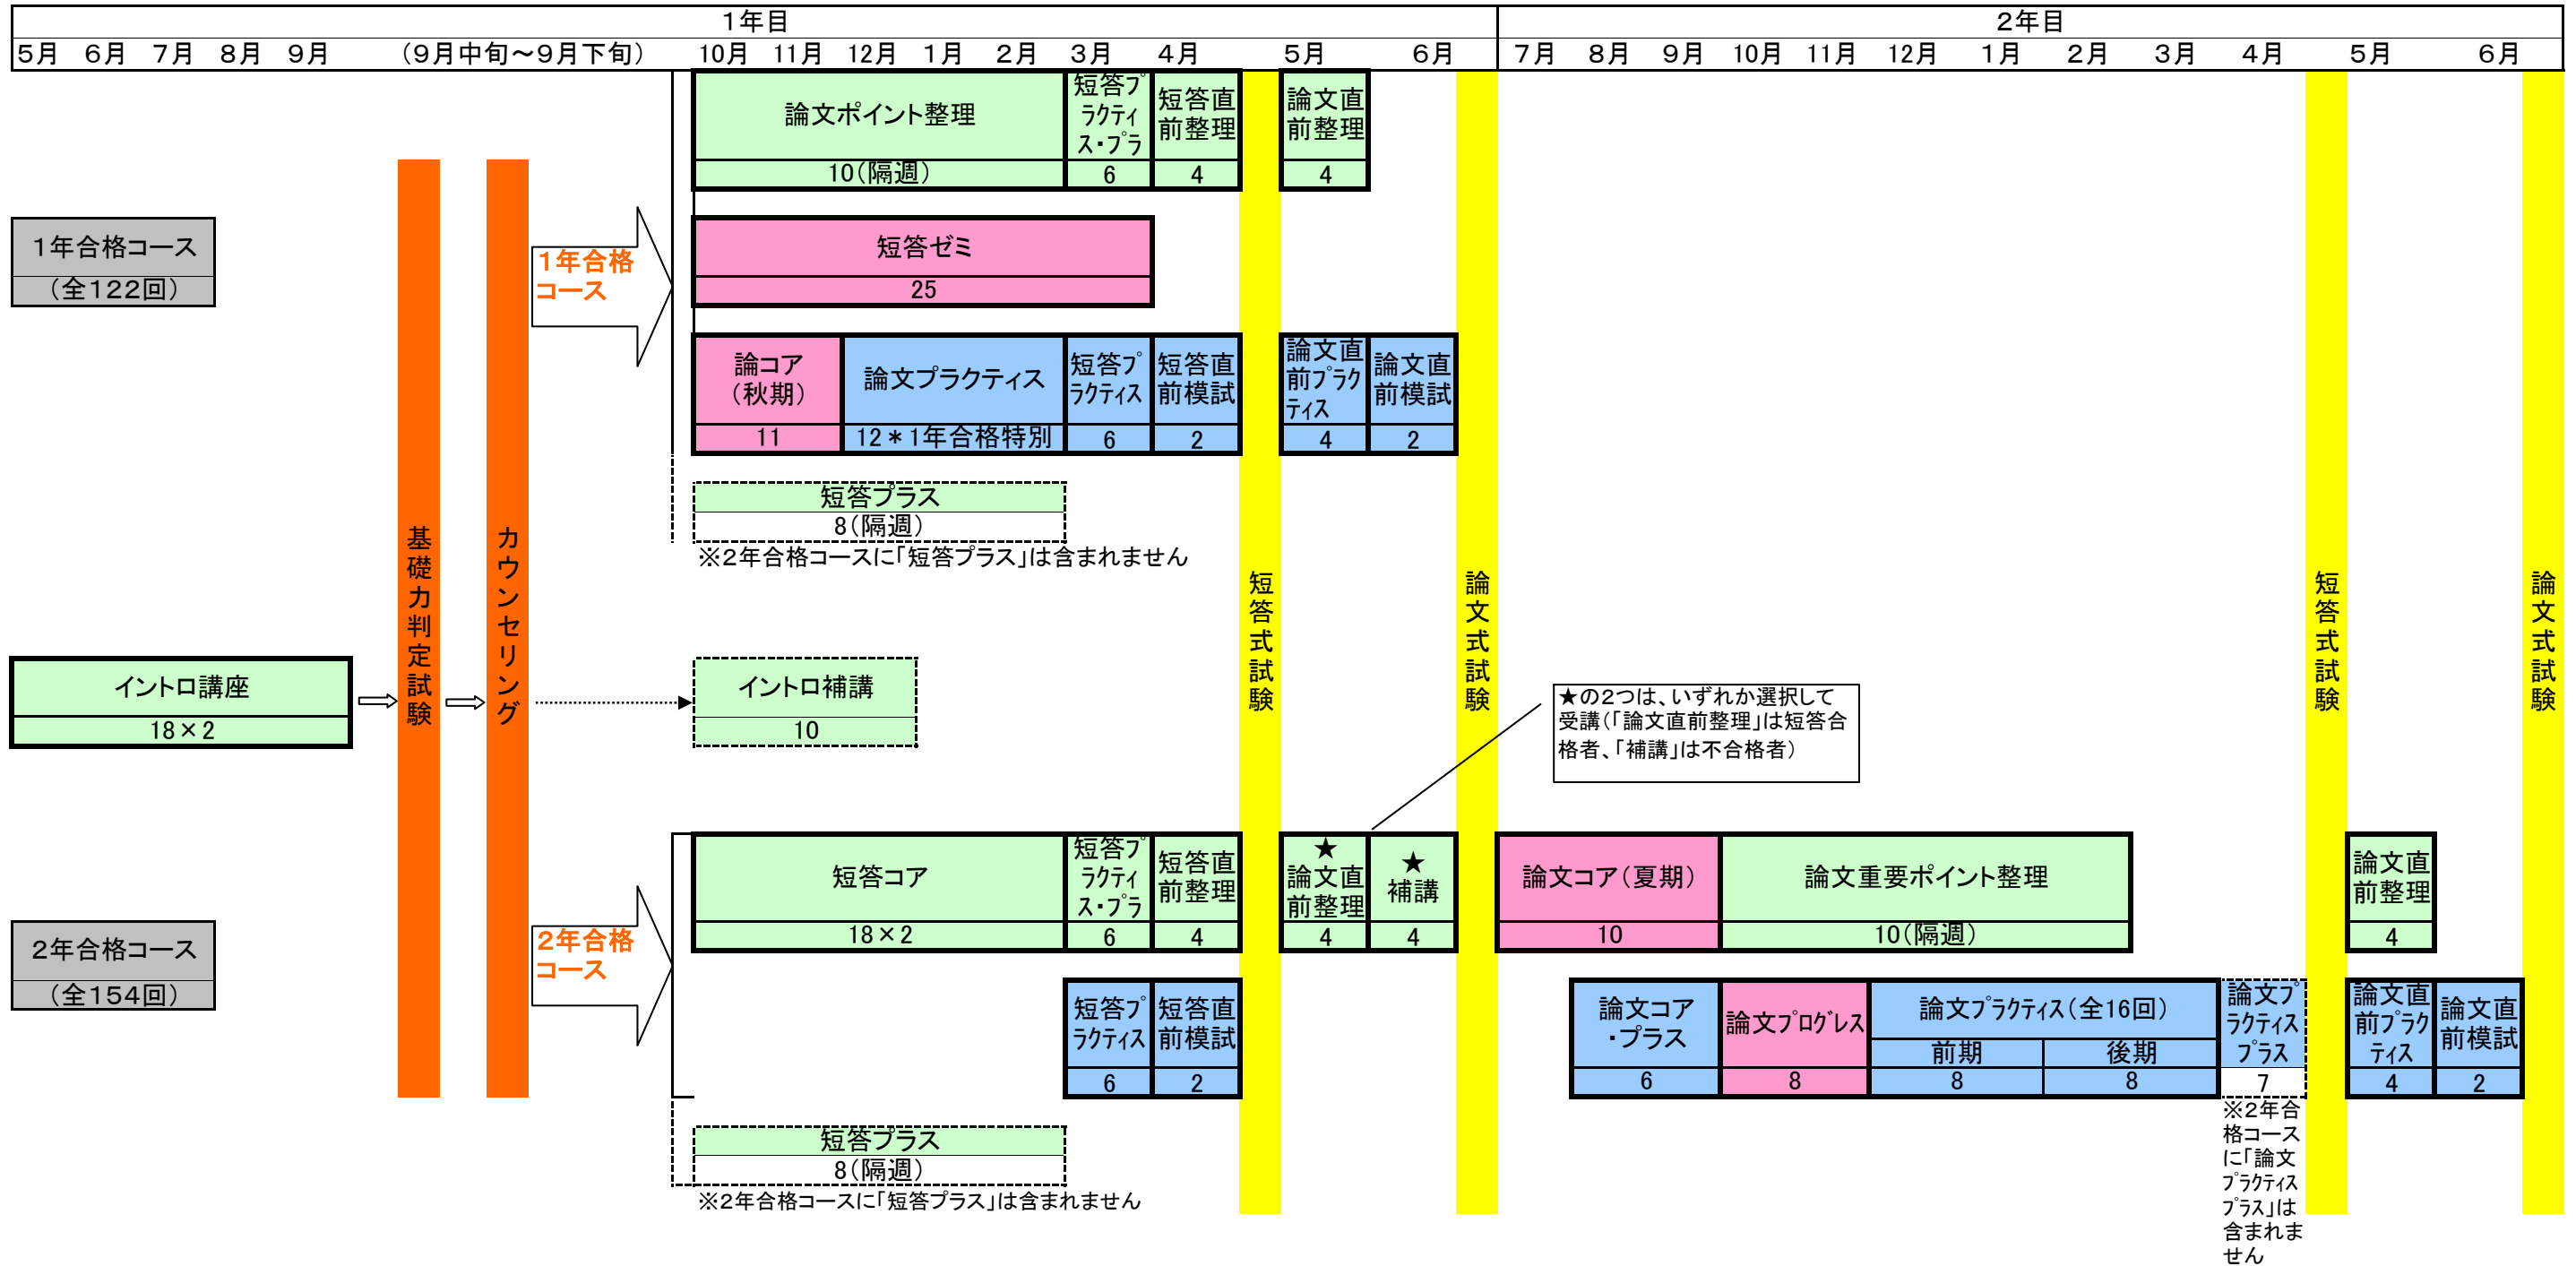 1年目
2年目
5月 6月 7月 8月 9月 (9月中旬～9月下旬) 10月 11月 12月 1月 2月 3月 4月 5月 6月 7月 8月 9月 10月 11月 12月 1月 2月 3月 4月 5月 6月
論文ポイント整理
10(隔週)
短答プ
ラクティ
ス・プラ
6
短答直
前整理
4
論文直
前整理
4
1年合格コース
(全122回)
1年合格
コース
短答ゼミ
25
論コア
(秋期)
11
論文プラクティス
12*1年合格特別
短答プ
ラクティス
6
短答直
前模試
2
論文直
前プラク
ティス
4
論文直
前模試
2
短答プラス
8(隔週)
※2年合格コースに「短答プラス」は含まれません
基礎力判定試験
カウンセリング
短答式試験
論文式試験
短答式試験
論文式試験
イントロ講座
18×2
イントロ補講
10
★の2つは、いずれか選択して
受講(「論文直前整理」は短答合
格者、「補講」は不合格者)
2年合格コース
(全154回)
2年合格
コース
短答コア
18×2
短答プ
ラクティ
ス・プラ
6
短答直
前整理
4
★
論文直
前整理
4
★
補講
4
論文コア(夏期)
10
論文重要ポイント整理
10(隔週)
論文直
前整理
4
短答プ
ラクティス
6
短答直
前模試
2
論文コア
・プラス
6
論文プログレス
8
論文プラクティス(全16回)
前期
後期
8
8
論文プ
ラクティス
プラス
7
論文直
前プラク
ティス
4
論文直
前模試
2
※2年合
格コース
に「論文
プラクティス
プラス」は
含まれま
せん
短答プラス
8(隔週)
※2年合格コースに「短答プラス」は含まれません